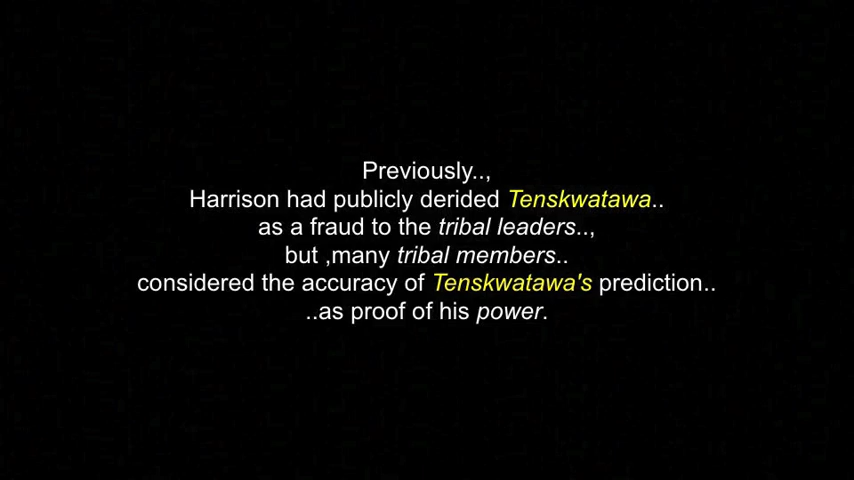 Previously..,
Harrison had publicly derided Tenskwatawa..
as a fraud to the tribal leaders..,
but ,many tribal members..
considered the accuracy of Tenskwatawa's prediction..
..as proof of his power.